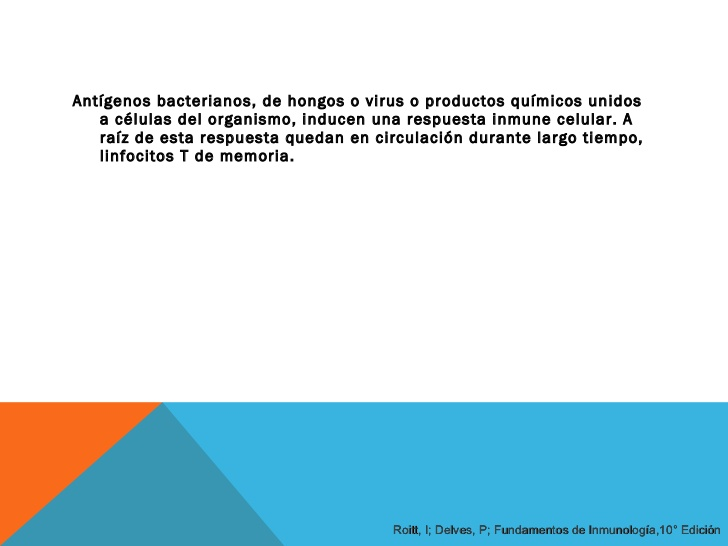 Antígenos bacterianos, de hongos o virus o productos químicos unidos
a células del organismo, inducen una respuesta inmune celular. A
raíz de esta respuesta quedan en circulación durante largo tiempo,
linfocitos T de memoria.
Roitt, I; Delves, P; Fundamentos de Inmunología,10° Edición